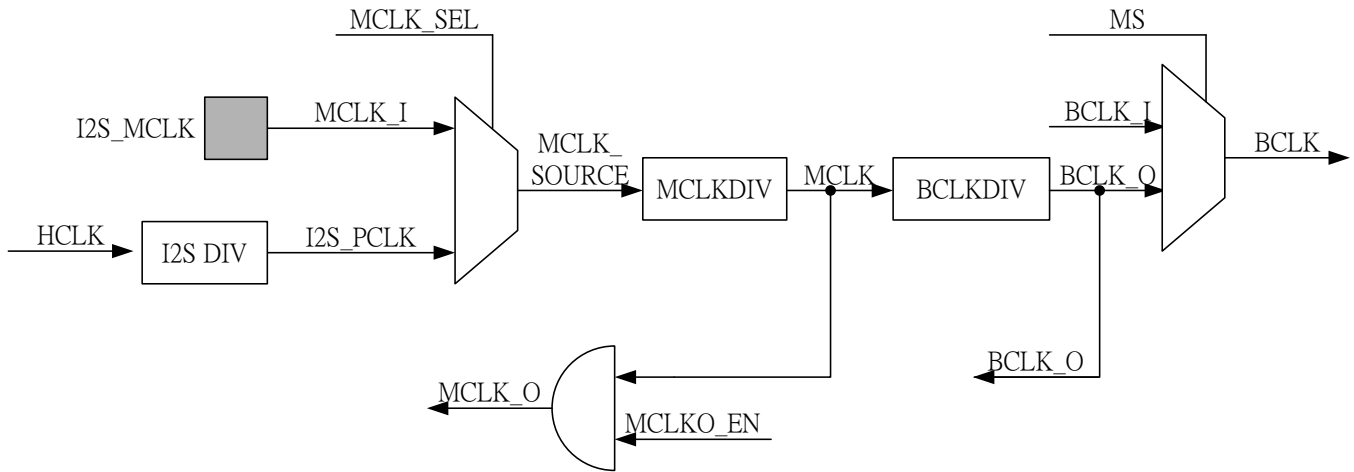 MCLK_SEL
MS
I2S_MCLK
MCLK_I
BCLK_I
BCLK
MCLK_
SOURCE
MCLKDIV
MCLK
BCLKDIV
BCLK_O
HCLK
I2S DIV
I2S_PCLK
BCLK_O
MCLK_O
MCLKO_EN